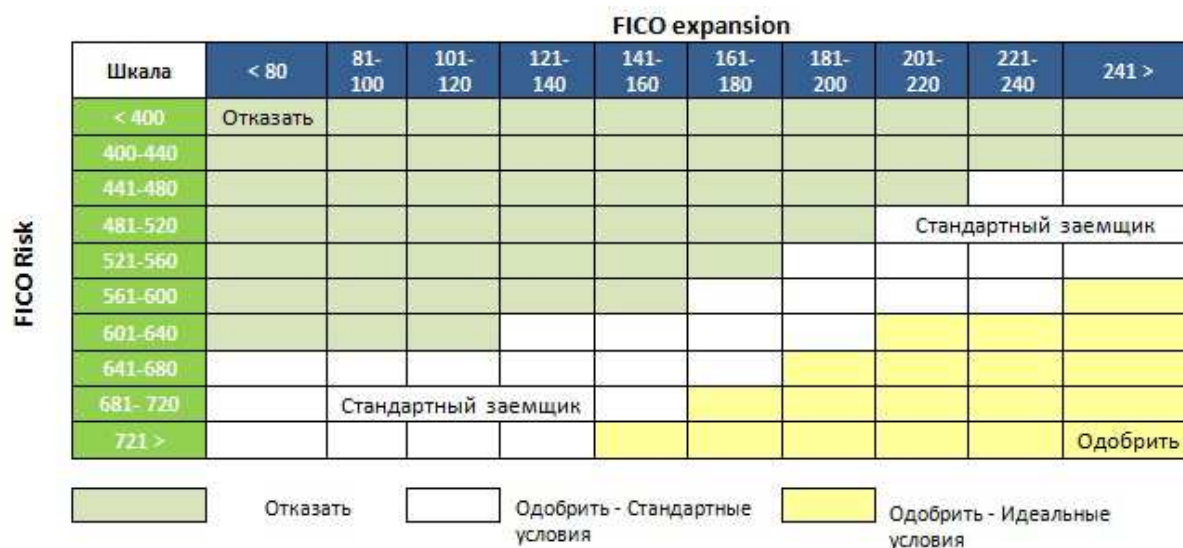 FICO expansion
Шкала < 80 81-100 101-120 121-140 141-160 161-180 181-200 201-220 221-240 241 >
< 400 Отказать
400-440
441-480
481-520 Стандартный заемщик
521-560
561-600
601-640
641-680
681- 720 Стандартный заемщик
721 > Одобрить
FICO Risk
Отказать
Одобрить - Стандартные
условия
Одобрить - Идеальные
условия